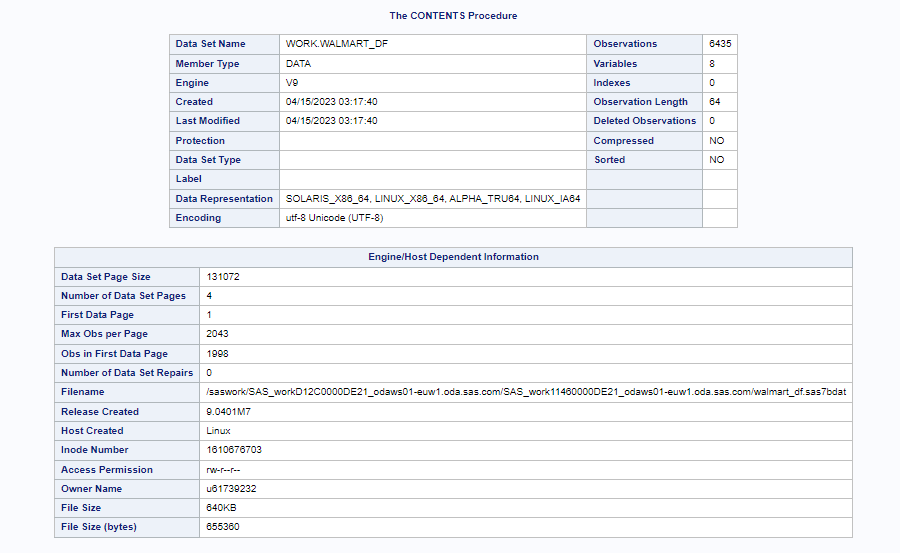 The CONTENTS Procedure
Data Set Name WORK.WALMART_DF Observations 6435
Member Type DATA Variables 8
Engine V9 Indexes 0
Created 04/15/2023 03:17:40 Observation Length 64
Last Modified 04/15/2023 03:17:40 Deleted Observations 0
Protection Compressed NO
Data Set Type Sorted NO
Label
Data Representation SOLARIS_X86_64, LINUX_X86_64, ALPHA_TRU64, LINUX_IA64
Encoding utf-8 Unicode (UTF-8)
Engine/Host Dependent Information
Data Set Page Size 131072
Number of Data Set Pages 4
First Data Page 1
Max Obs per Page 2043
Obs in First Data Page 1998
Number of Data Set Repairs 0
Filename /saswork/SAS_workD12C0000DE21_odaws01-euw1.oda.sas.com/SAS_work11460000DE21_odaws01-euw1.oda.sas.com/walmart_df.sas7bdat
Release Created 9.0401M7
Host Created Linux
Inode Number 1610676703
Access Permission rw-r--r--
Owner Name u61739232
File Size 640KB
File Size (bytes) 655360